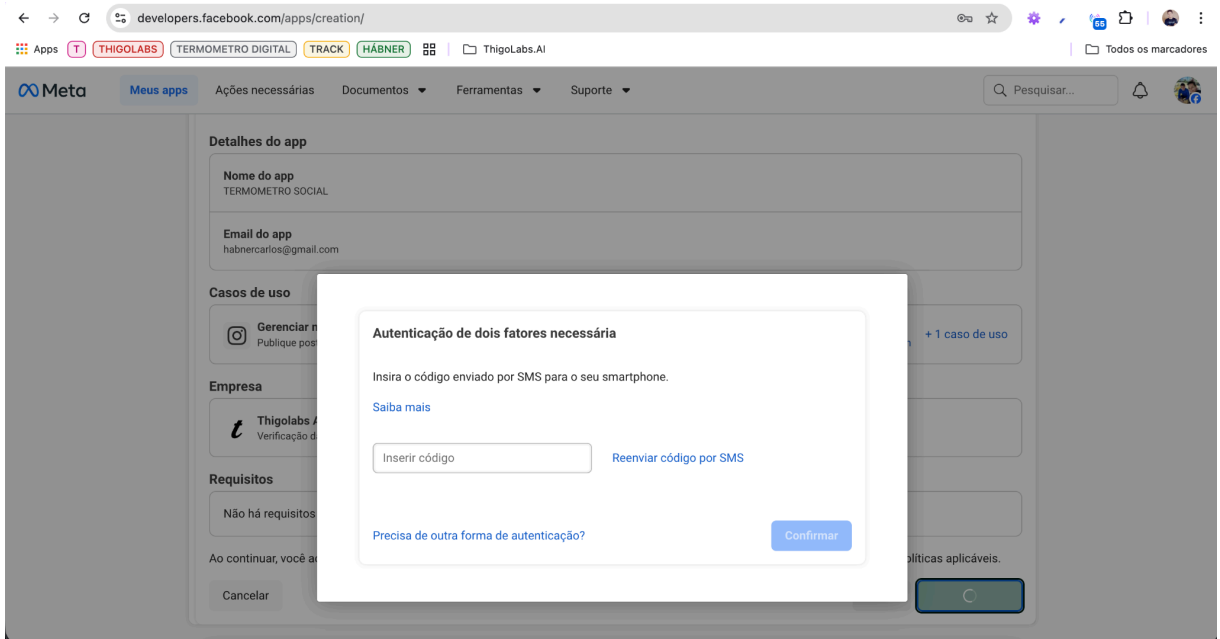 developers.facebook.com/apps/creation/
55
Apps
T
THIGOLABS
TERMOMETRO DIGITAL
TRACK
HÁBNER
ThigoLabs.AI
Todos os marcadores
Meta
Meus apps
Ações necessárias
Documentos
Ferramentas
Suporte
Pesquisar...
Detalhes do app
Nome do app
TERMOMETRO SOCIAL
Email do app
habnercarlos@gmail.com
Casos de uso
Gerenciar
Publique
+ 1 caso de uso
Autenticação de dois fatores necessária
Insira o código enviado por SMS para o seu smartphone.
Saiba mais
Inserir código
Reenviar código por SMS
Precisa de outra forma de autenticação?
Confirmar
Empresa
t
Thigolabs
Verificação
Requisitos
Não há requisitos
Ao continuar, você
aplicáveis.
Cancelar